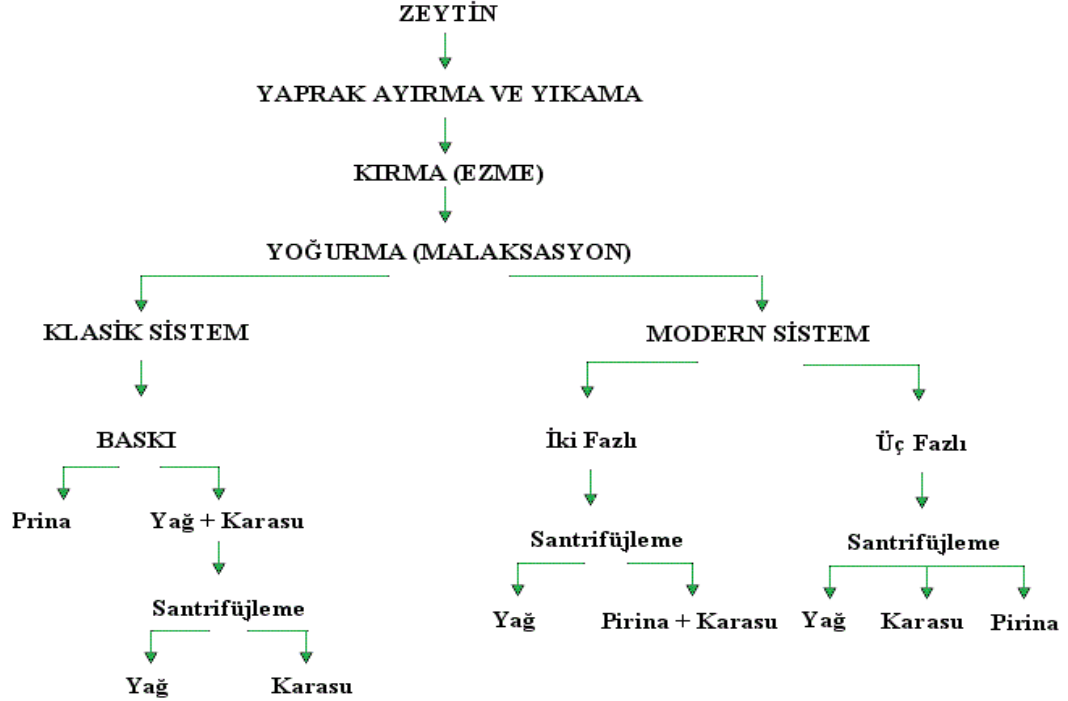 ZEYTİN
YAPRAK AYIRMA VE YIKAMA
KIRMA (EZME)
YOĞURMA (MALAKSASYON)
KLASİK SİSTEM
MODERN SİSTEM
BASKI
İki Fazlı
Üç Fazlı
Prina
Yağ + Karasu
Santrifüjleme
Santrifüjleme
Santrifüjleme
Yağ
Pirina + Karasu
Yağ
Karasu
Pirina
Yağ
Karasu